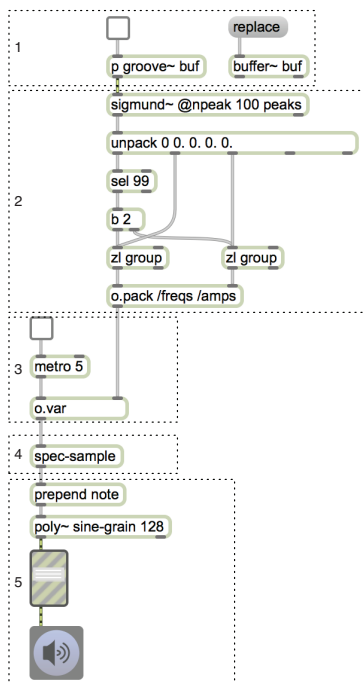 1
replace
p groove~ buf
buffer~ buf
2
sigmund~ @npeak 100 peaks
unpack 0 0. 0. 0. 0.
sel 99
b 2
zl group
zl group
o.pack /freqs /amps
3
metro 5
o.var
4
spec-sample
5
prepend note
poly~ sine-grain 128